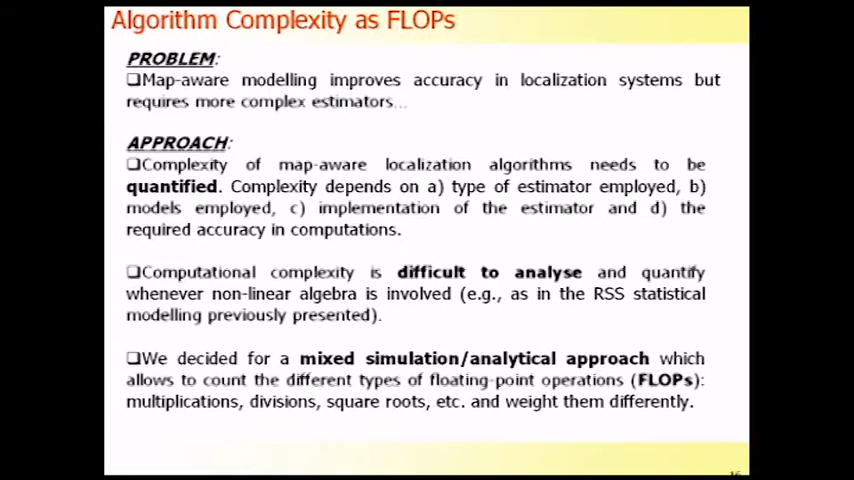 Algorithm Complexity as FLOPs
PROBLEM:
❑Map-aware modelling improves accuracy in localization systems but
requires more complex estimators...
APPROACH:
❑Complexity of map-aware localization algorithms needs to be
quantified. Complexity depends on a) type of estimator employed, b)
models employed, c) implementation of the estimator and d) the
required accuracy in computations.
❑Computational complexity is difficult to analyse and quantify
whenever non-linear algebra is involved (e.g., as in the RSS statistical
modelling previously presented).
❑We decided for a mixed simulation/analytical approach which
allows to count the different types of floating-point operations (FLOPs):
multiplications, divisions, square roots, etc. and weight them differently.